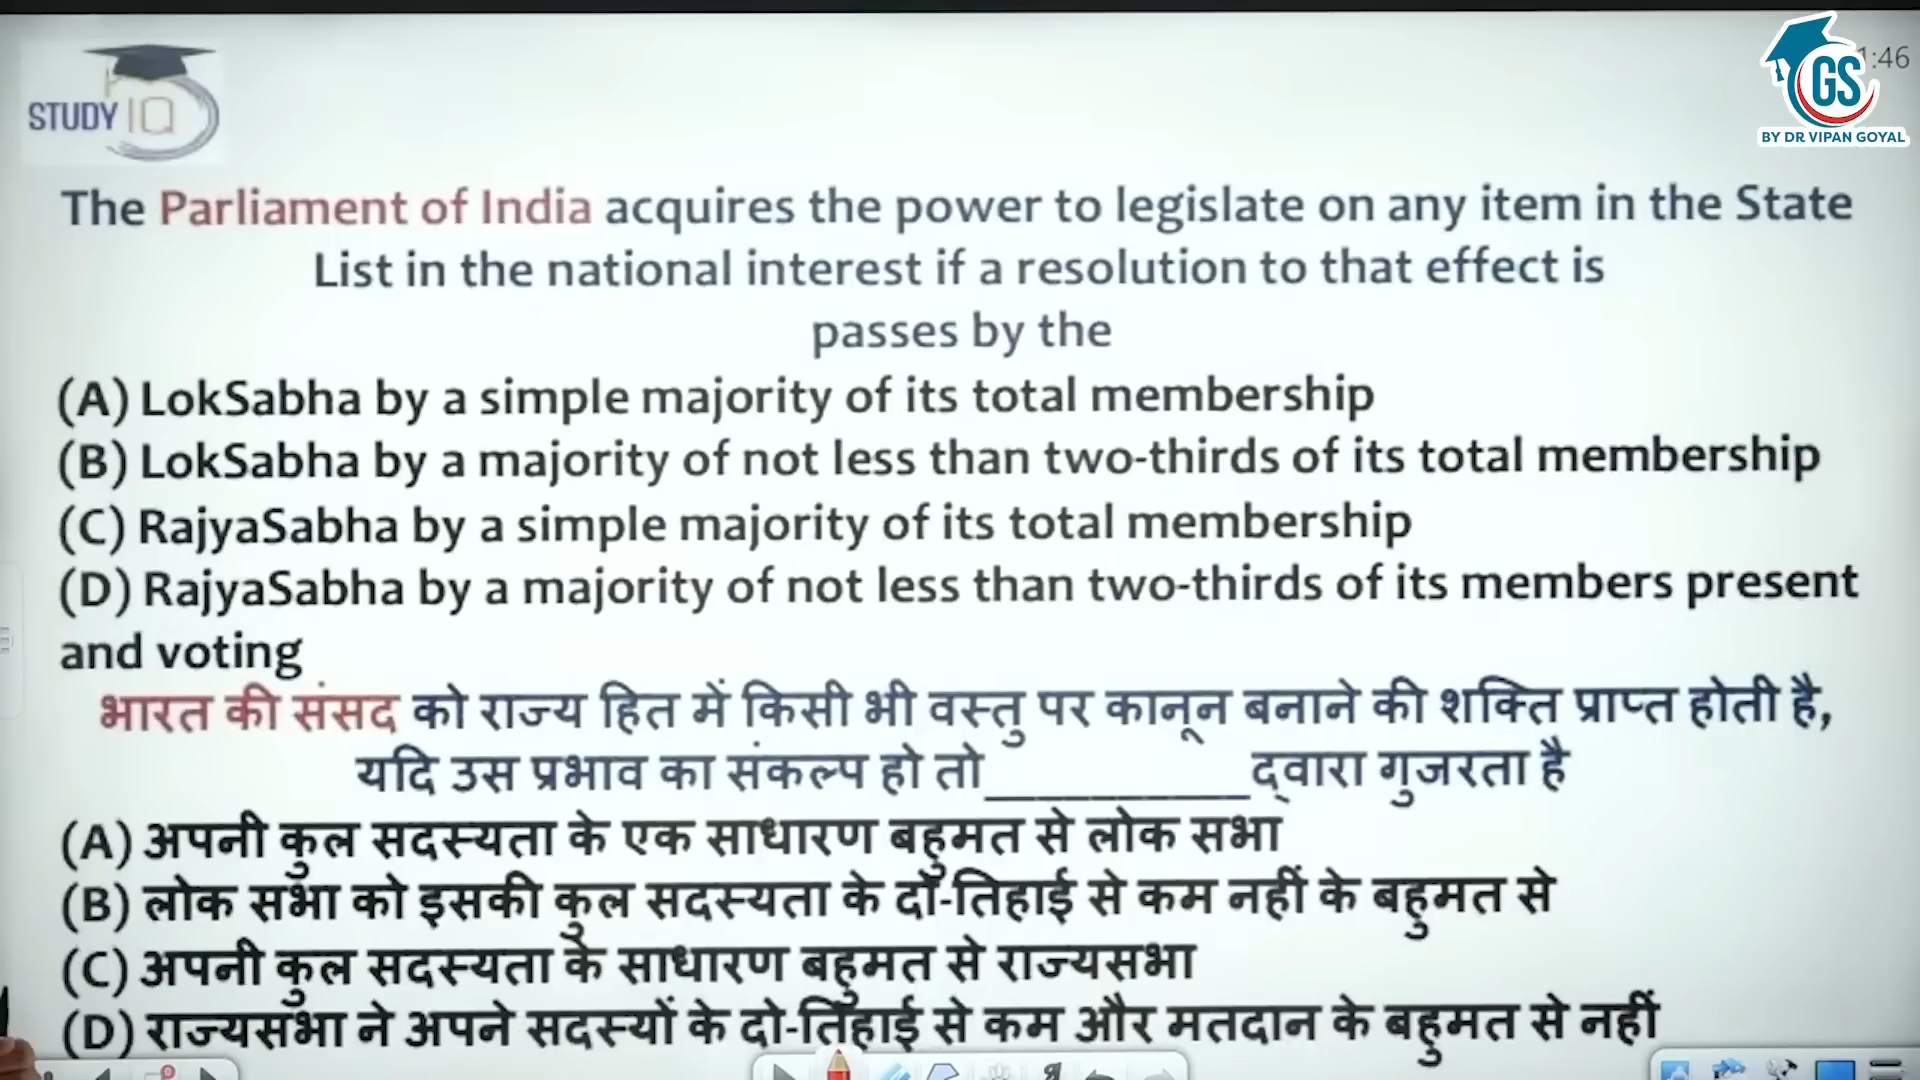 STUDY IQ
:46
GS
BY DR VIPAN GOYAL
The Parliament of India acquires the power to legislate on any item in the State
List in the national interest if a resolution to that effect is
passes by the
(A) LokSabha by a simple majority of its total membership
(B) LokSabha by a majority of not less than two-thirds of its total membership
(C) RajyaSabha by a simple majority of its total membership
(D) RajyaSabha by a majority of not less than two-thirds of its members present
and voting
भारत की संसद को राज्य हित में किसी भी वस्तु पर कानून बनाने की शक्ति प्राप्त होती है,
यदि उस प्रभाव का संकल्प हो तो__________द्वारा गुजरता है
(A) अपनी कुल सदस्यता के एक साधारण बहुमत से लोक सभा
(B) लोक सभा को इसकी कुल सदस्यता के दो-तिहाई से कम नहीं के बहुमत से
(C) अपनी कुल सदस्यता के साधारण बहुमत से राज्यसभा
(D) राज्यसभा ने अपने सदस्यों के दो-तिहाई से कम और मतदान के बहुमत से नहीं